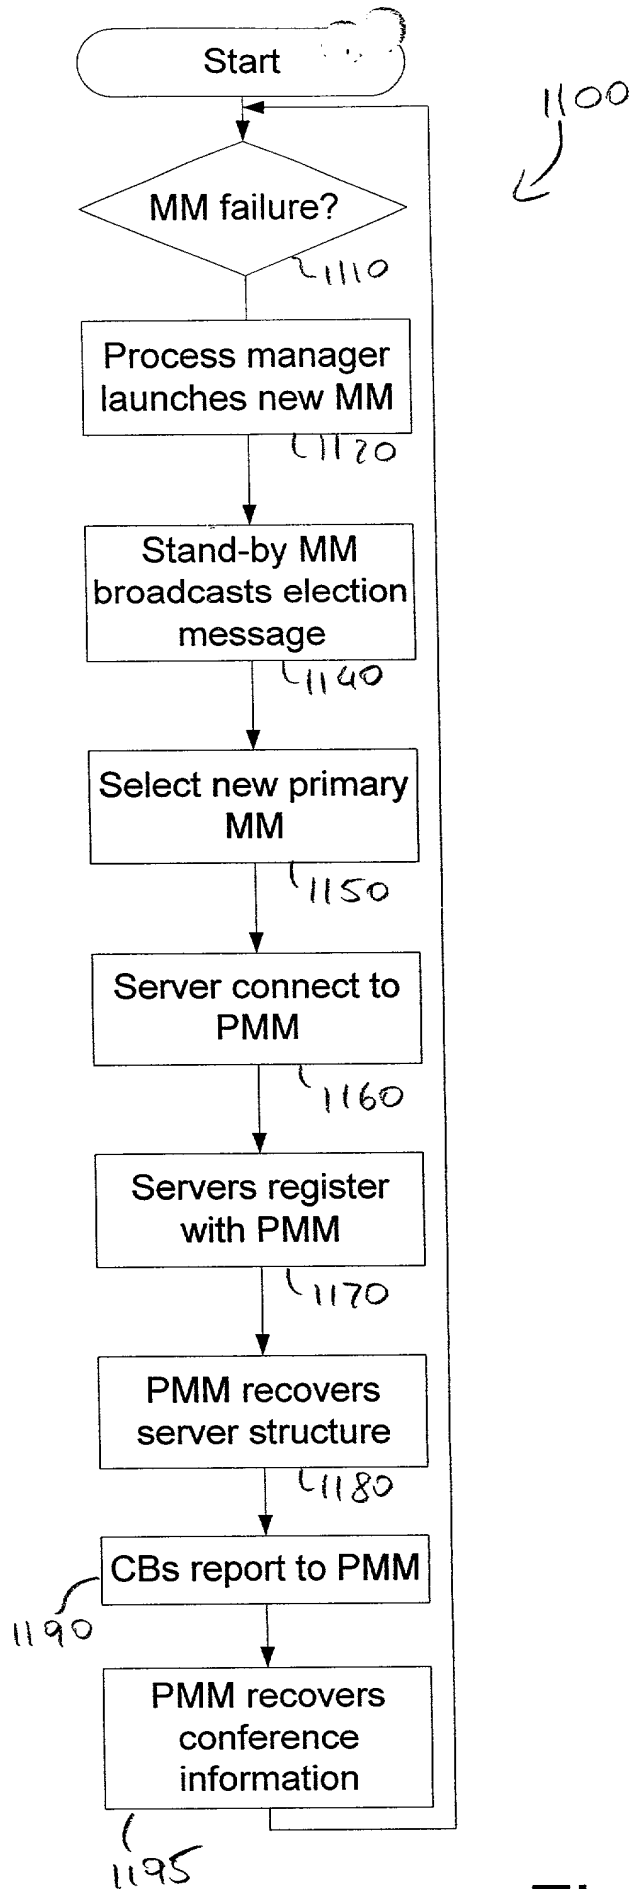 Start
1100
MM failure?
1110
Process manager
launches new MM
1120
Stand-by MM
broadcasts election
message
1140
Select new primary
MM
1150
Server connect to
PMM
1160
Servers register
with PMM
1170
PMM recovers
server structure
1180
CBs report to PMM
1190
PMM recovers
conference
information
1195